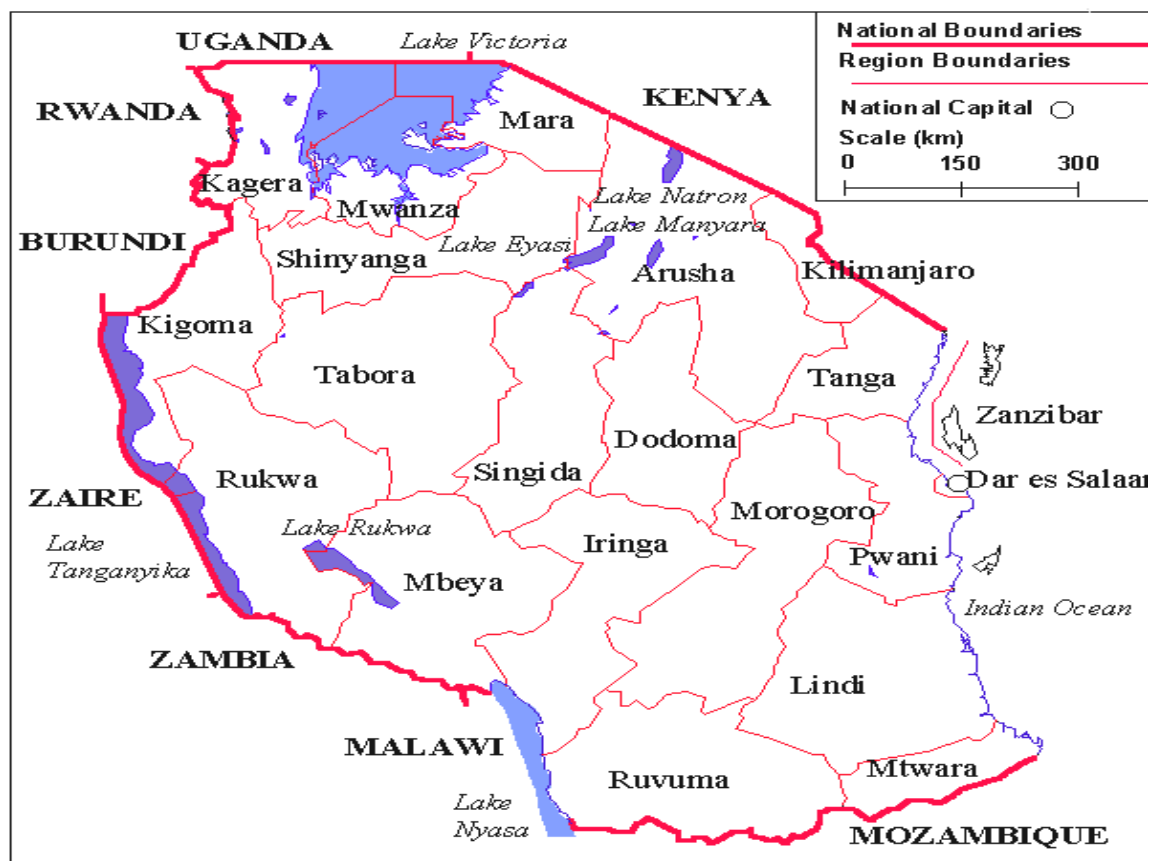 UGANDA
Lake Victoria
National Boundaries
Region Boundaries
National Capital
Scale (km)
0 150 300
RWANDA
KENYA
Mara
Kagera
Mwanza
Lake Natron
Lake Manyara
BURUNDI
Lake Eyasi
Shinyanga
Arusha
Kilimanjaro
Kigoma
Tabora
Tanga
Zanzibar
Dodoma
Singida
Rukwa
Dar es Salaam
ZAIRE
Morogoro
Lake Rukwa
Iringa
Lake
Tanganyika
Pwani
Mbeya
Indian Ocean
ZAMBIA
Lindi
MALAWI
Mtwara
Ruvuma
Lake
Nyasa
MOZAMBIQUE